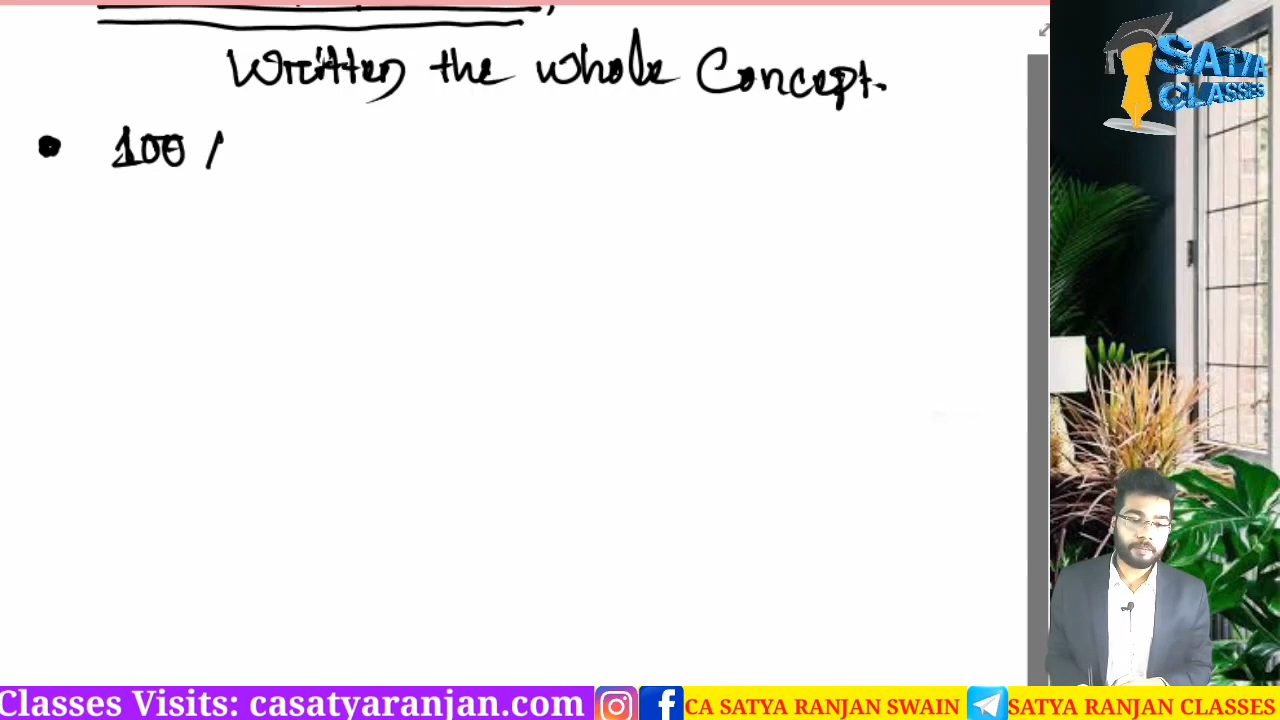 Written the whole Concept.
• 100 /
SATYA
CLASSES
Classes Visits: casatyaranjan.com
CA SATYA RANJAN SWAIN
SATYA RANJAN CLASSES